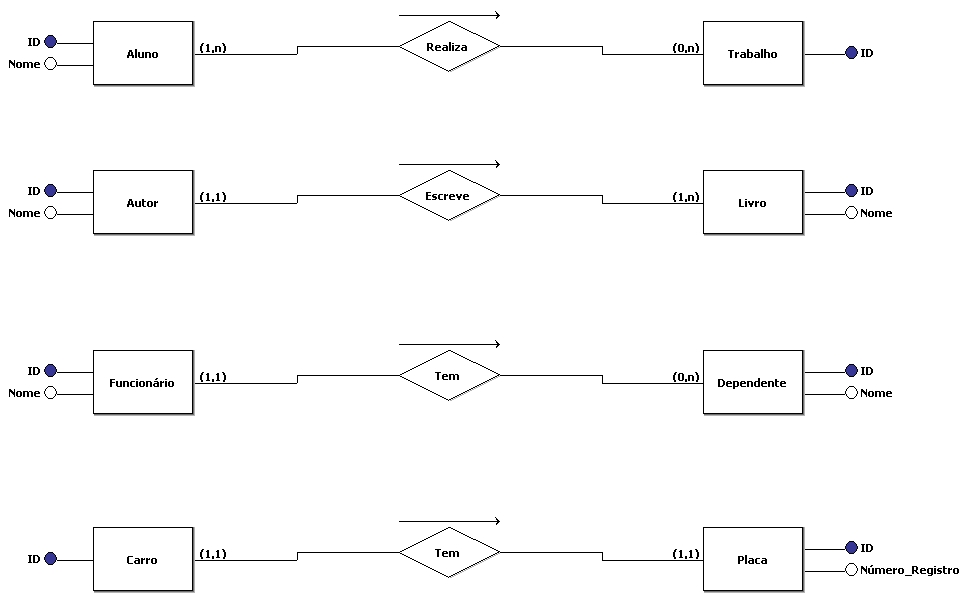 ID
Nome
Aluno
(1,n)
Realiza
(0,n)
Trabalho
ID
ID
Nome
Autor
(1,1)
Escreve
(1,n)
Livro
ID
Nome
ID
Nome
Funcionário
(1,1)
Tem
(0,n)
Dependente
ID
Nome
ID
Carro
(1,1)
Tem
(1,1)
Placa
ID
Número_Registro